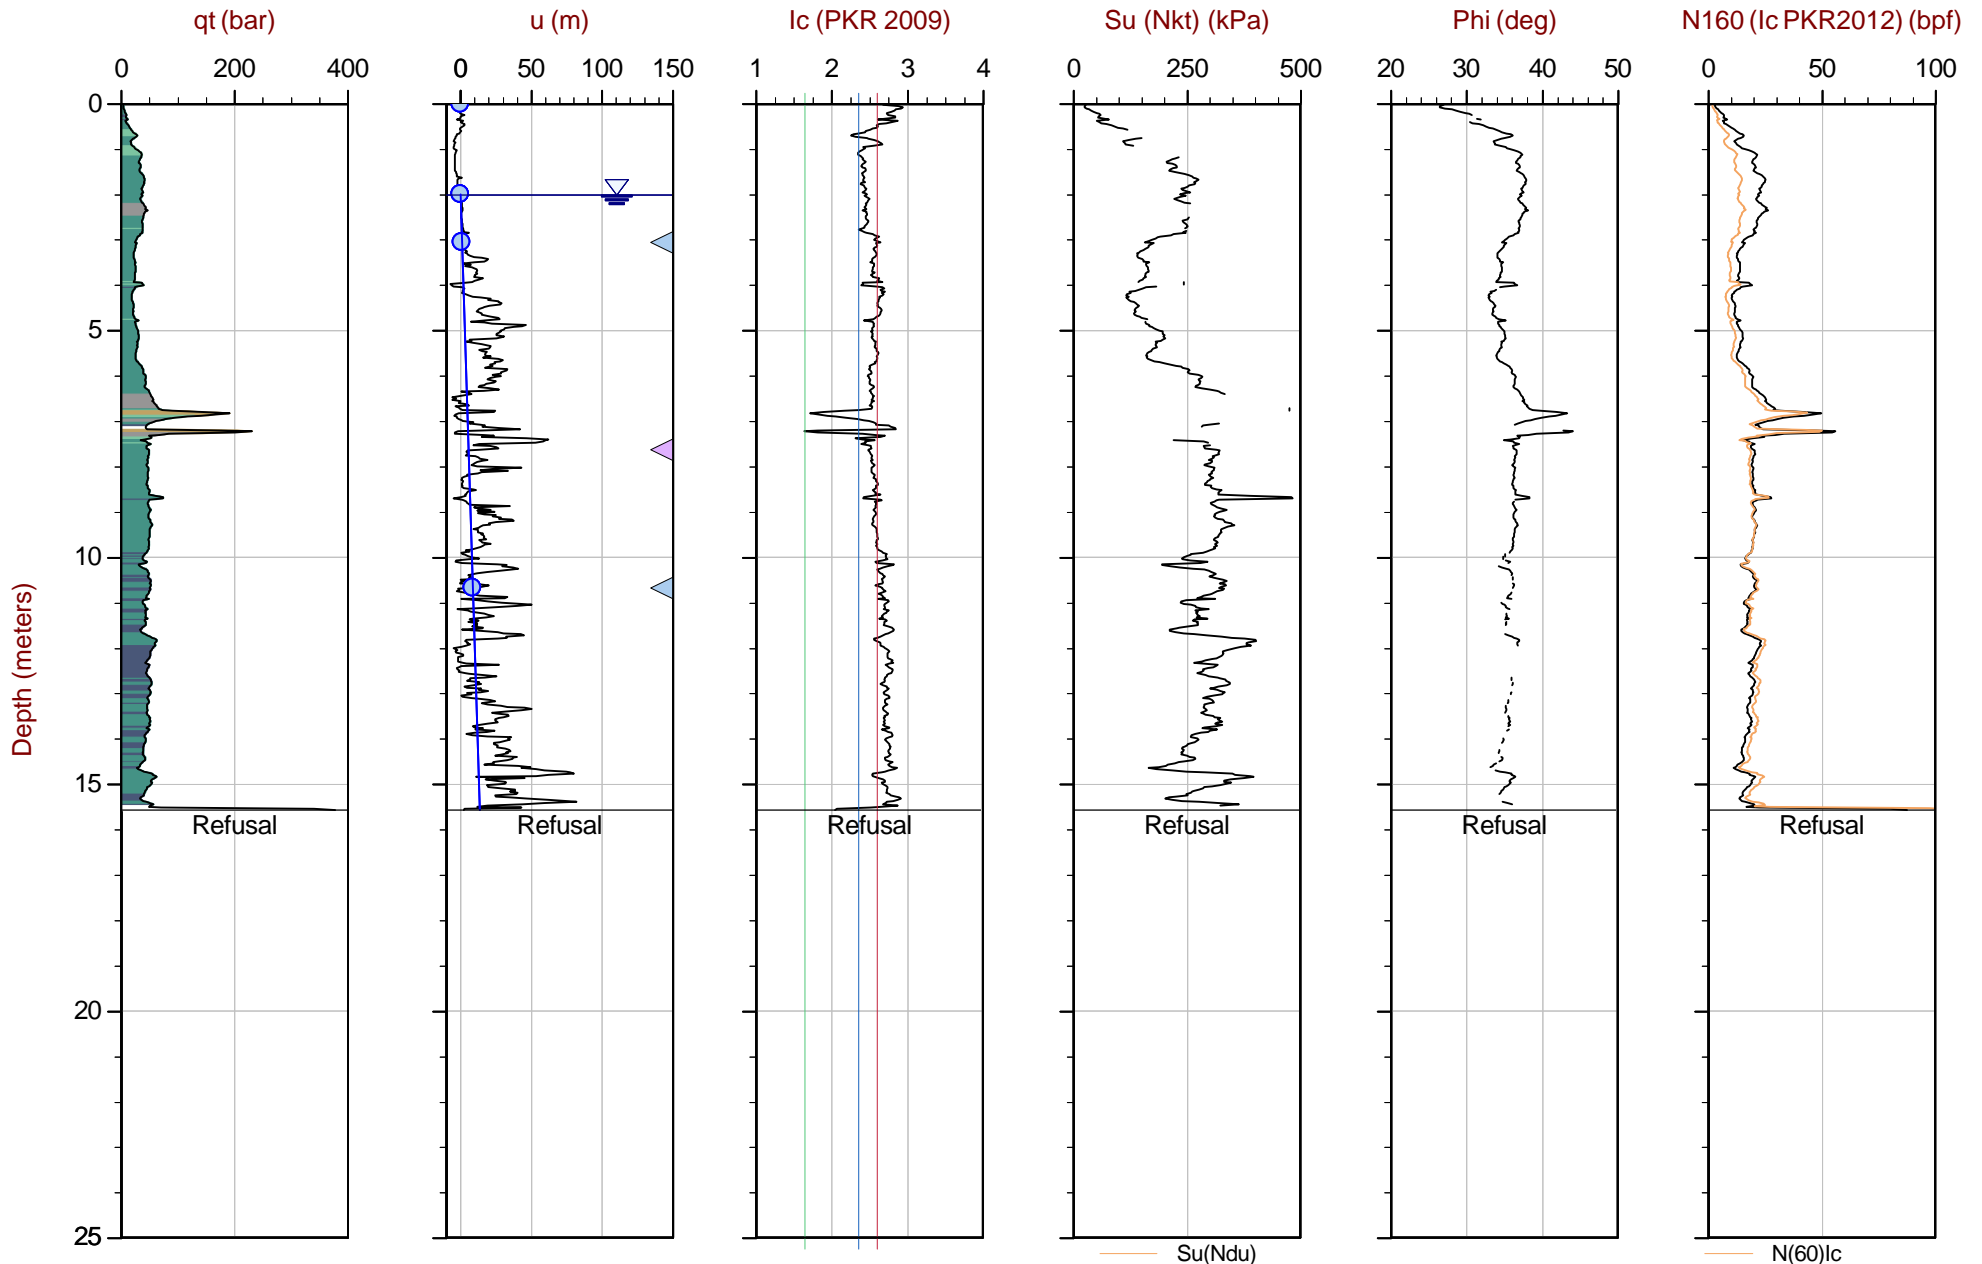 qt (bar) u (m) Ic (PKR 2009) Su (Nkt) (kPa) Phi (deg) N160 (Ic PKR2012) (bpf)
0 200 400 0 50 100 150 1 2 3 4 0 250 500 20 30 40 50 0 50 100
0
5
10
Depth (meters)
15
Refusal Refusal Refusal Refusal Refusal Refusal
20
25
Su(Ndu) N(60)Ic